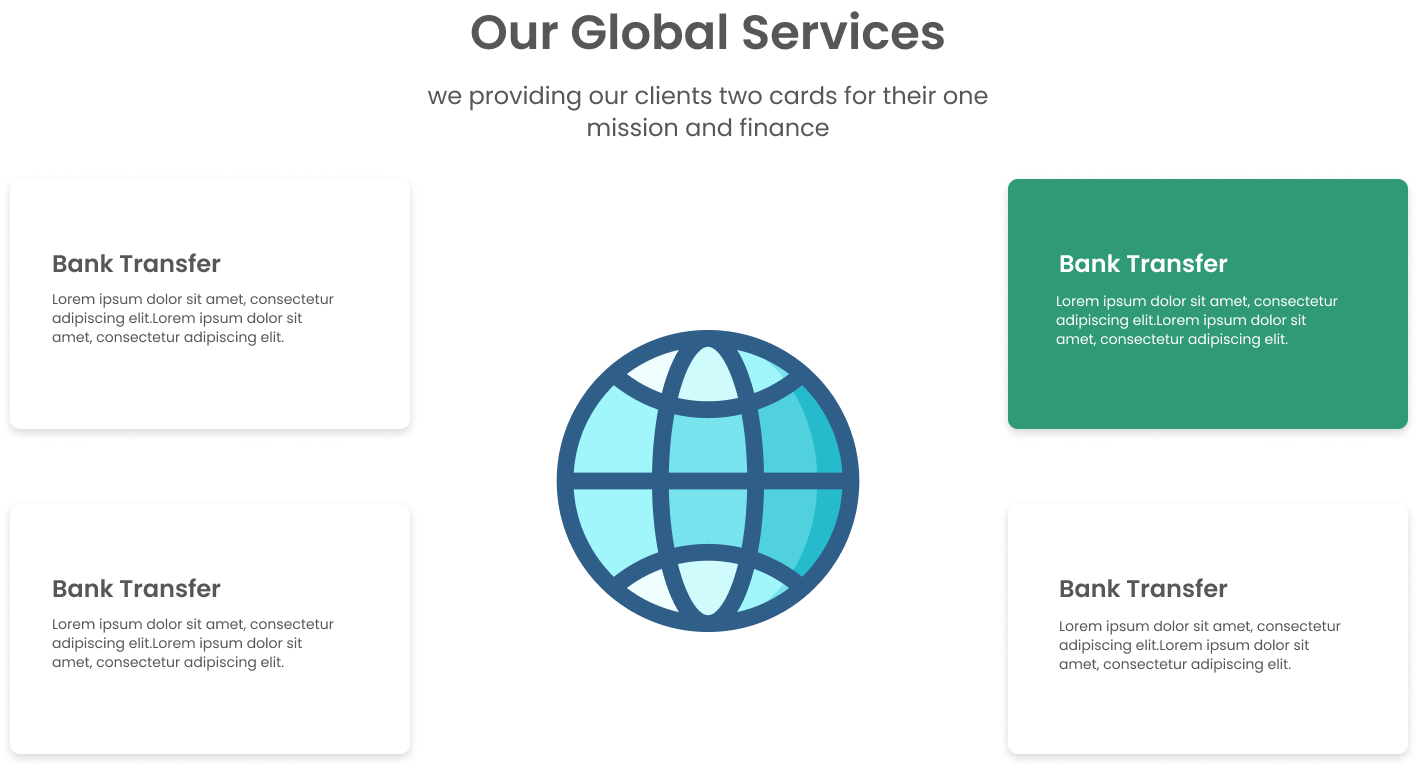 Our Global Services
we providing our clients two cards for their one
mission and finance
Bank Transfer
Lorem ipsum dolor sit amet, consectetur
adipiscing elit.Lorem ipsum dolor sit
amet, consectetur adipiscing elit.
Bank Transfer
Lorem ipsum dolor sit amet, consectetur
adipiscing elit.Lorem ipsum dolor sit
amet, consectetur adipiscing elit.
Bank Transfer
Lorem ipsum dolor sit amet, consectetur
adipiscing elit.Lorem ipsum dolor sit
amet, consectetur adipiscing elit.
Bank Transfer
Lorem ipsum dolor sit amet, consectetur
adipiscing elit.Lorem ipsum dolor sit
amet, consectetur adipiscing elit.